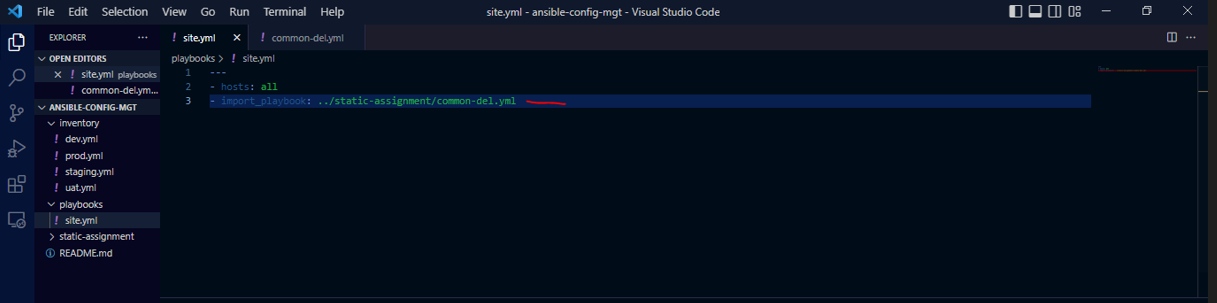 File Edit Selection View Go Run Terminal Help
site.yml - ansible-config-mgt - Visual Studio Code
EXPLORER
OPEN EDITORS
site.yml playbooks
common-del.ym...
ANSIBLE-CONFIG-MGT
inventory
dev.yml
prod.yml
staging.yml
uat.yml
playbooks
site.yml
static-assignment
README.md
site.yml
common-del.yml
playbooks > ! site.yml
1 ---
2 - hosts: all
3 - import_playbook: ../static-assignment/common-del.yml